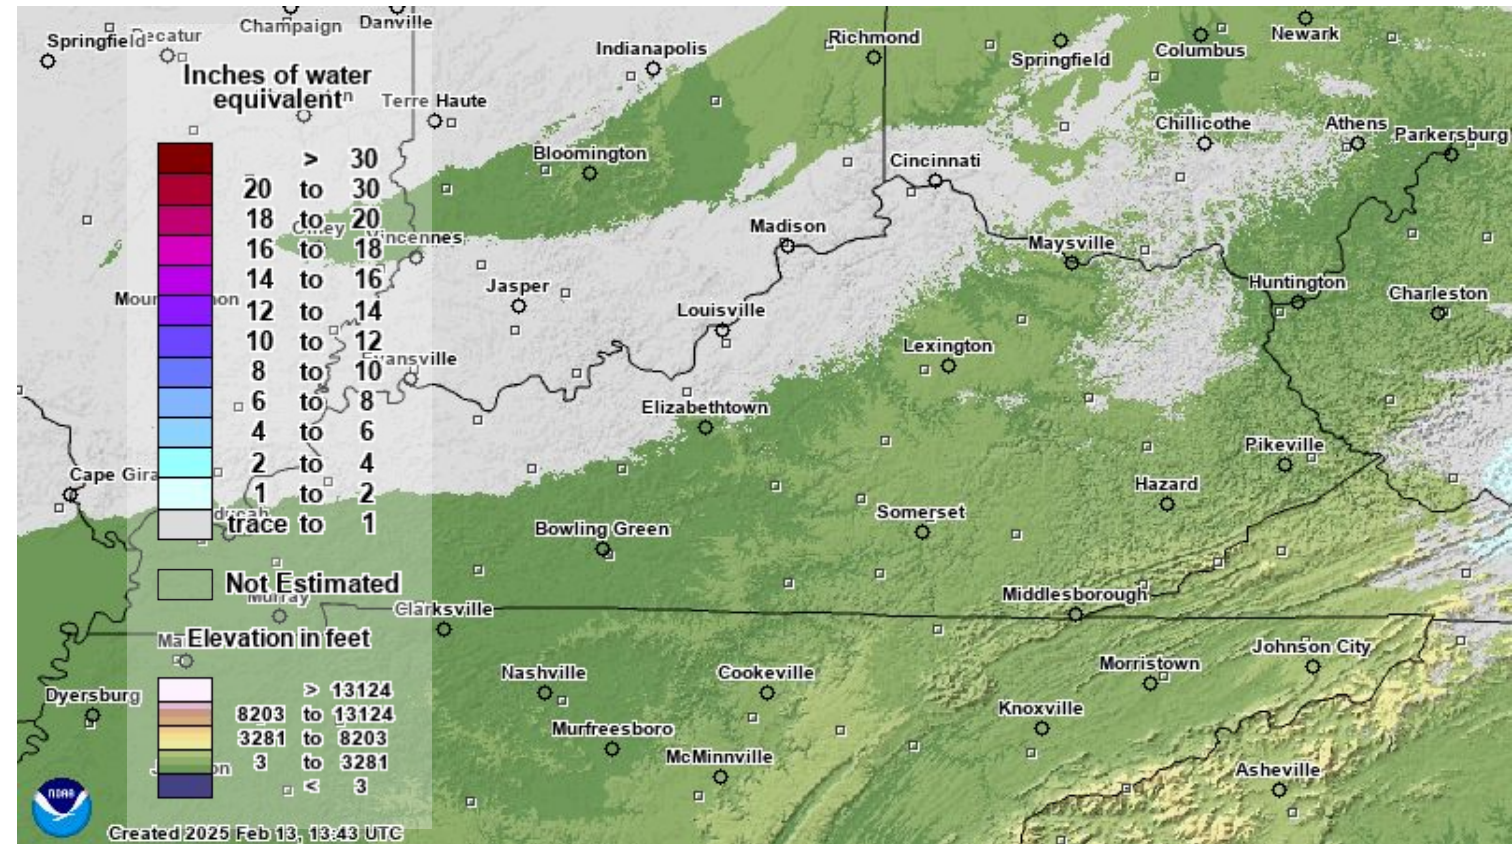 Champaign
Danville
Springfield
Decatur
Indianapolis
Richmond
Springfield
Columbus
Newark
Inches of water
equivalent
Terre Haute
Bloomington
Cincinnati
Chillicothe
Athens
Parkersburg
> 30
20 to 30
18 to 20
16 to 18
14 to 16
12 to 14
10 to 12
8 to 10
6 to 8
4 to 6
2 to 4
1 to 2
trace to 1
Not Estimated
Olney
Vincennes
Madison
Maysville
Jasper
Louisville
Huntington
Charleston
Evansville
Lexington
Elizabethtown
Pikeville
Cape Gira
Hazard
Bowling Green
Somerset
Murray
Clarksville
Middlesborough
Elevation in feet
> 13124
8203 to 13124
3281 to 8203
3 to 3281
< 3
Nashville
Cookeville
Morristown
Johnson City
Dyersburg
Murfreesboro
Knoxville
McMinnville
Asheville
NOAA
Created 2025 Feb 13, 13:43 UTC